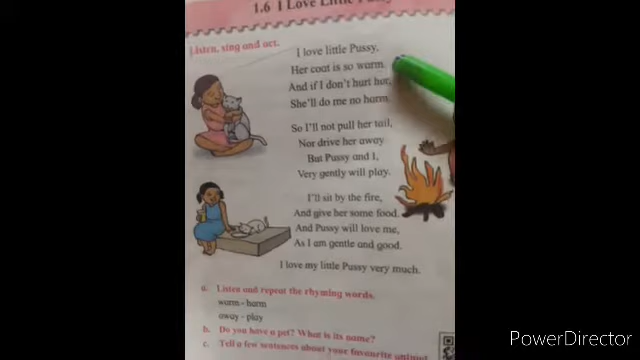 1.6 I Love Little Pussy
Listen, sing and act.
I love little Pussy,
Her coat is so warm.
And if I don't hurt her,
She'll do me no harm.
So I'll not pull her tail,
Nor drive her away
But Pussy and I,
Very gently will play.
I'll sit by the fire,
And give her some food.
And Pussy will love me,
As I am gentle and good.
I love my little Pussy very much.
a. Listen and repeat the rhyming words.
warm - harm
away - play
b. Do you have a pet? What is its name?
c. Tell a few sentences about your favourite animal
PowerDirector